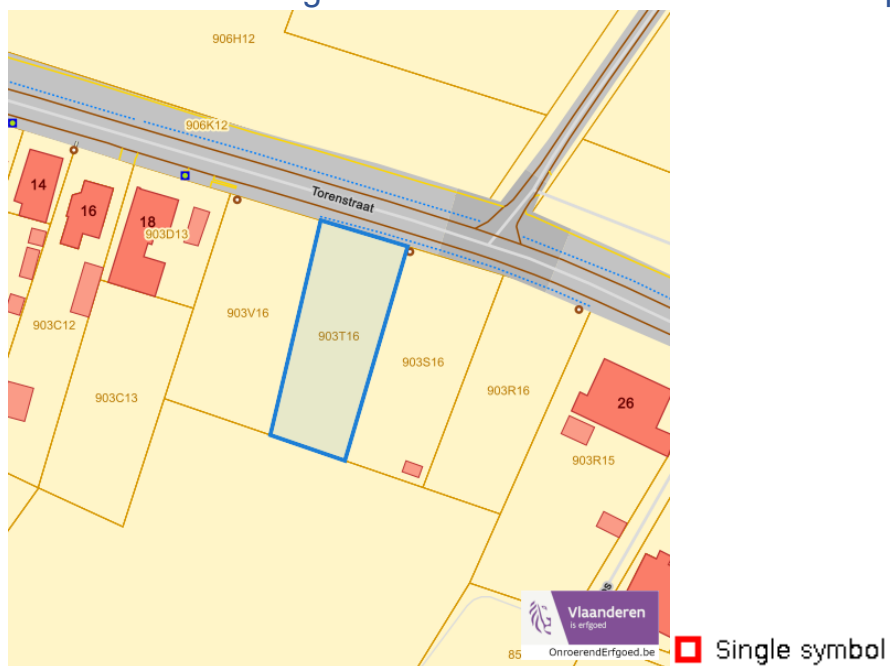 906H12
906K12
Torenstraat
14
16
18
903D13
903V16
903T16
903C12
903S16
903C13
903R16
26
903R15
Vlaanderen
is erfgoed
OnroerendErfgoed.be
85
Single symbol